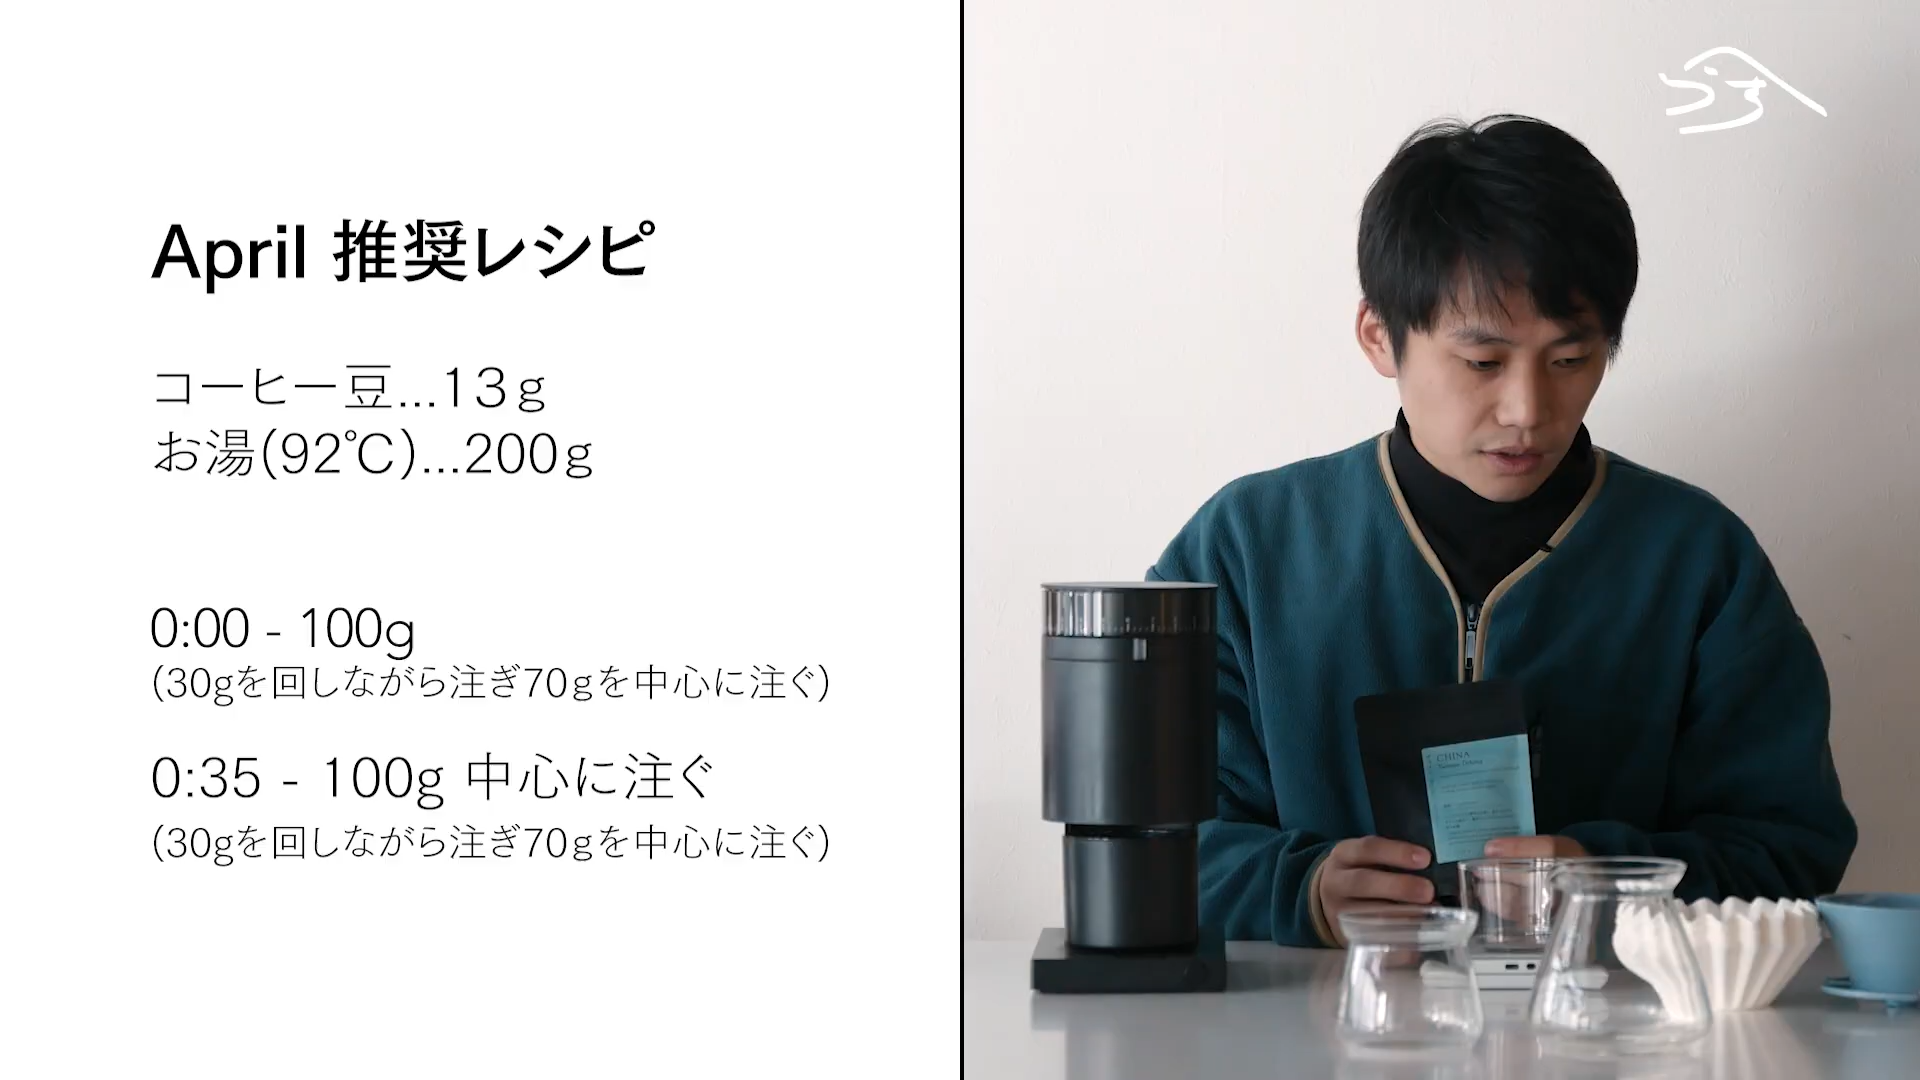 April 推奨レシピ
コーヒー豆...13g
お湯(92℃)...200g
0:00 - 100g
(30gを回しながら注ぎ70gを中心に注ぐ)
0:35 - 100g 中心に注ぐ
(30gを回しながら注ぎ70gを中心に注ぐ)
CHINA